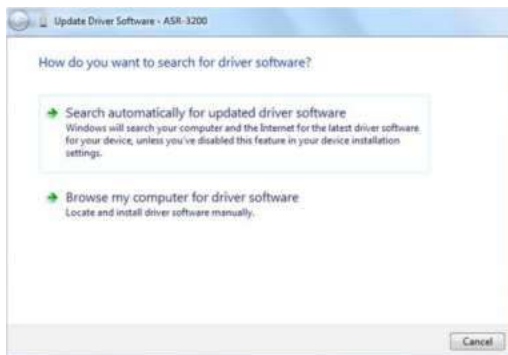 Update Driver Software - ASR-3200
How do you want to search for driver software?
Search automatically for updated driver software
Windows will search your computer and the Internet for the latest driver software
for your device, unless you've disabled this feature in your device installation
settings.
Browse my computer for driver software
Locate and install driver software manually.
Cancel